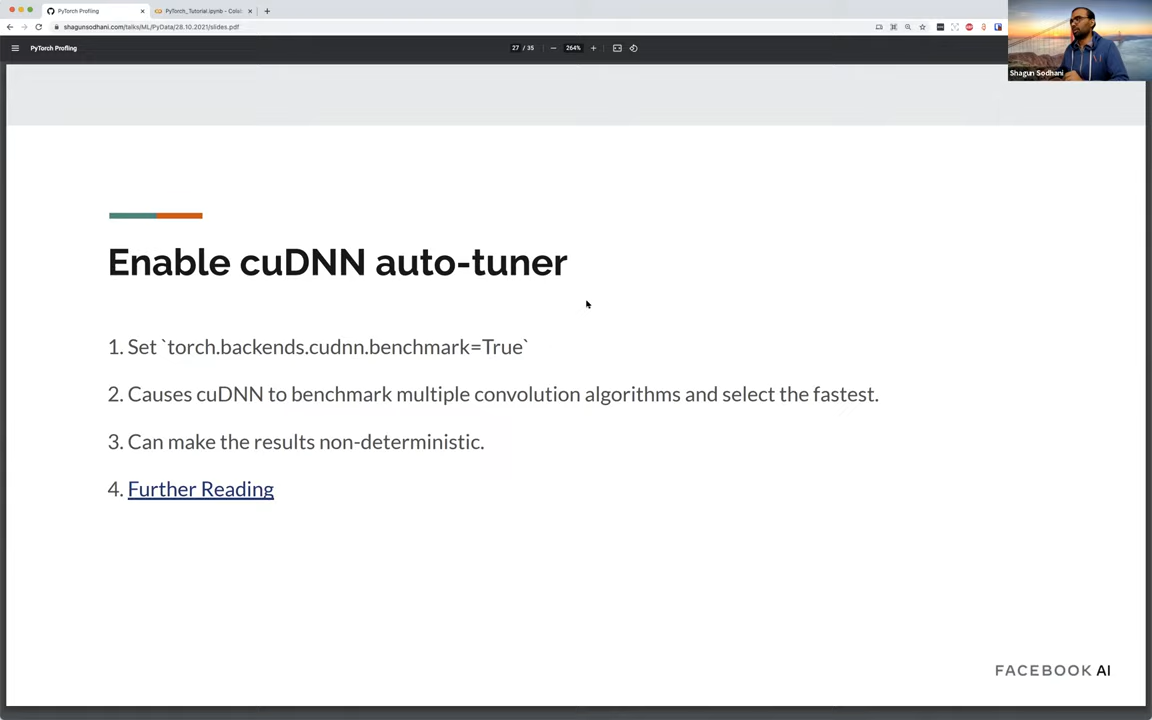 PyTorch Profling
PyTorch_Tutorial.ipynb - Colab
shagunsodhani.com/talks/ML/PyData/28.10.2021/slides.pdf
PyTorch Profling
27 / 35
264%
Shagun Sodhani
Enable cuDNN auto-tuner
1. Set `torch.backends.cudnn.benchmark=True`
2. Causes cuDNN to benchmark multiple convolution algorithms and select the fastest.
3. Can make the results non-deterministic.
4. Further Reading
FACEBOOK AI